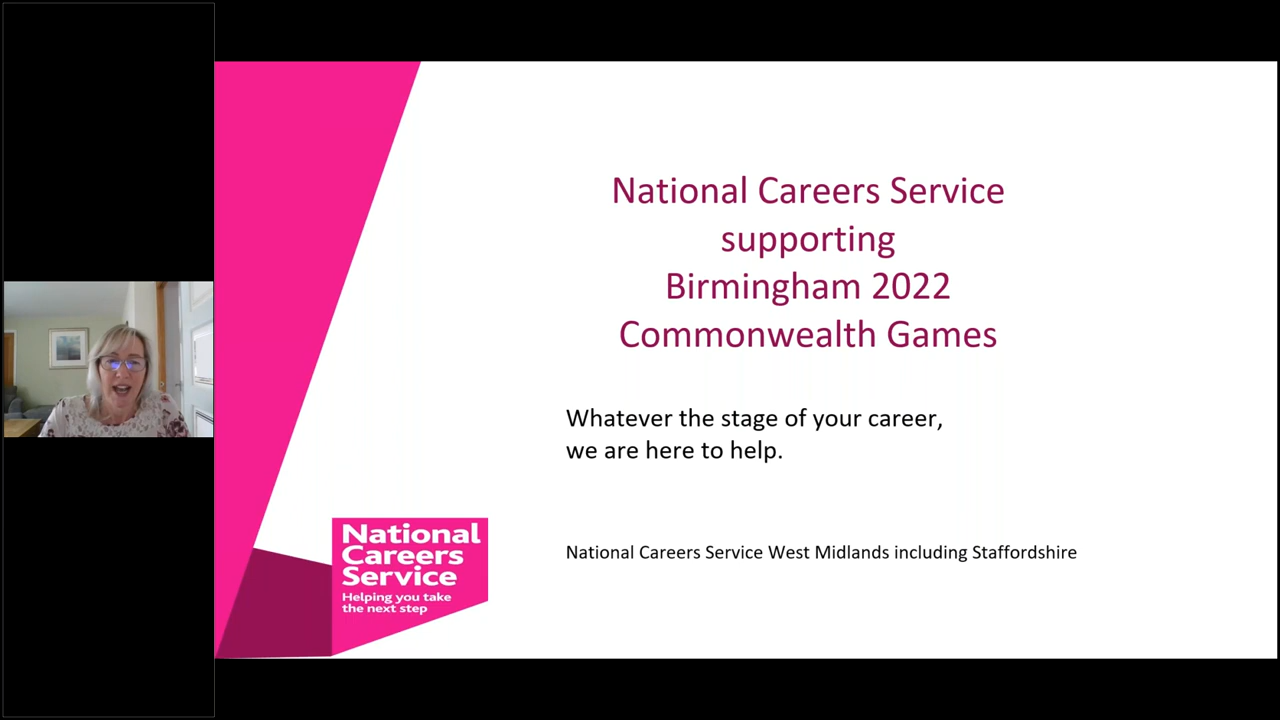 National Careers Service
supporting
Birmingham 2022
Commonwealth Games
Whatever the stage of your career,
we are here to help.
National Careers Service West Midlands including Staffordshire
National
Careers
Service
Helping you take
the next step